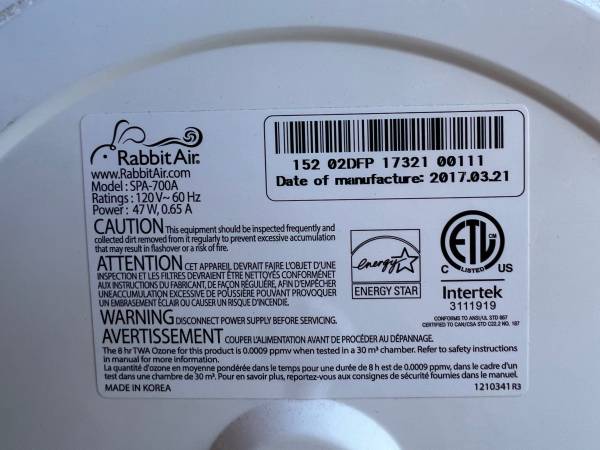 RabbitAir.
www.RabbitAir.com
Model: SPA-700A
Ratings: 120 V~ 60 Hz
Power: 47 W, 0.65 A
152 02DFP 17321 00111
Date of manufacture: 2017.03.21
CAUTION This equipment should be inspected frequently and
collected dirt removed from it regularly to prevent excessive accumulation
that may result in flashover or a risk of fire.
ATTENTION CET APPAREIL DEVRAIT FAIRE L'OBJET D'UNE
INSPECTION ET LES FILTRES DEVRAIENT ÊTRE NETTOYÉS CONFORMÉNET
AUX INSTRUCTIONS DU FABRICANT, DE FAÇON RÉGULIÈRE, AFIN D'EMPÊCHER
UNEACCUMULATION EXCESSIVE DE POUSSIÈRE POUVANT PROVOQUER
UN EMBRASEMENT ÉCLAIR OU CAUSER UN RISQUE D'INCENDIE.
energy
ENERGY STAR
ETL CM
LISTED
C US
Intertek
3111919
CONFORMS TO ANSI/UL STD 867
CERTIFIED TO CAN/CSA STD C22.2 NO. 187
WARNING DISCONNECT POWER SUPPLY BEFORE SERVICING.
AVERTISSEMENT COUPER L'ALIMENTATION AVANT DE PROCÉDER AU DÉPANNAGE.
The 8 hr TWA Ozone for this product is 0.0009 ppmv when tested in a 30 m³ chamber. Refer to safety instructions
in manual for more information.
La quantité d'ozone en moyenne pondérée dans le temps pour une durée de 8 h est de 0.0009 ppmv, dans le cadre d'un
test dans une chambre de 30 m³. Pour en savoir plus, reportez-vous aux consignes de sécurité fournies dans le manuel.
MADE IN KOREA
1210341 R3